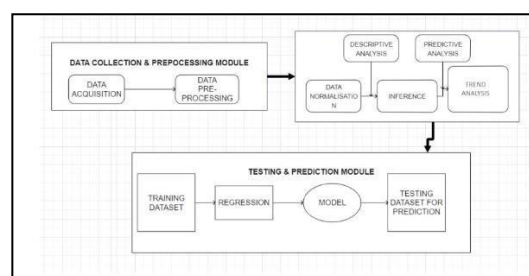 DATA COLLECTION & PREPOCESSING MODULE
DATA
ACQUISITION
DATA
PRE-
PROCESSING
DESCRIPTIVE
ANALYSIS
PREDICTIVE
ANALYSIS
DATA
NORMALISATIO
N
INFERENCE
TREND
ANALYSIS
TESTING & PREDICTION MODULE
TRAINING
DATASET
REGRESSION
MODEL
TESTING
DATASET FOR
PREDICTION